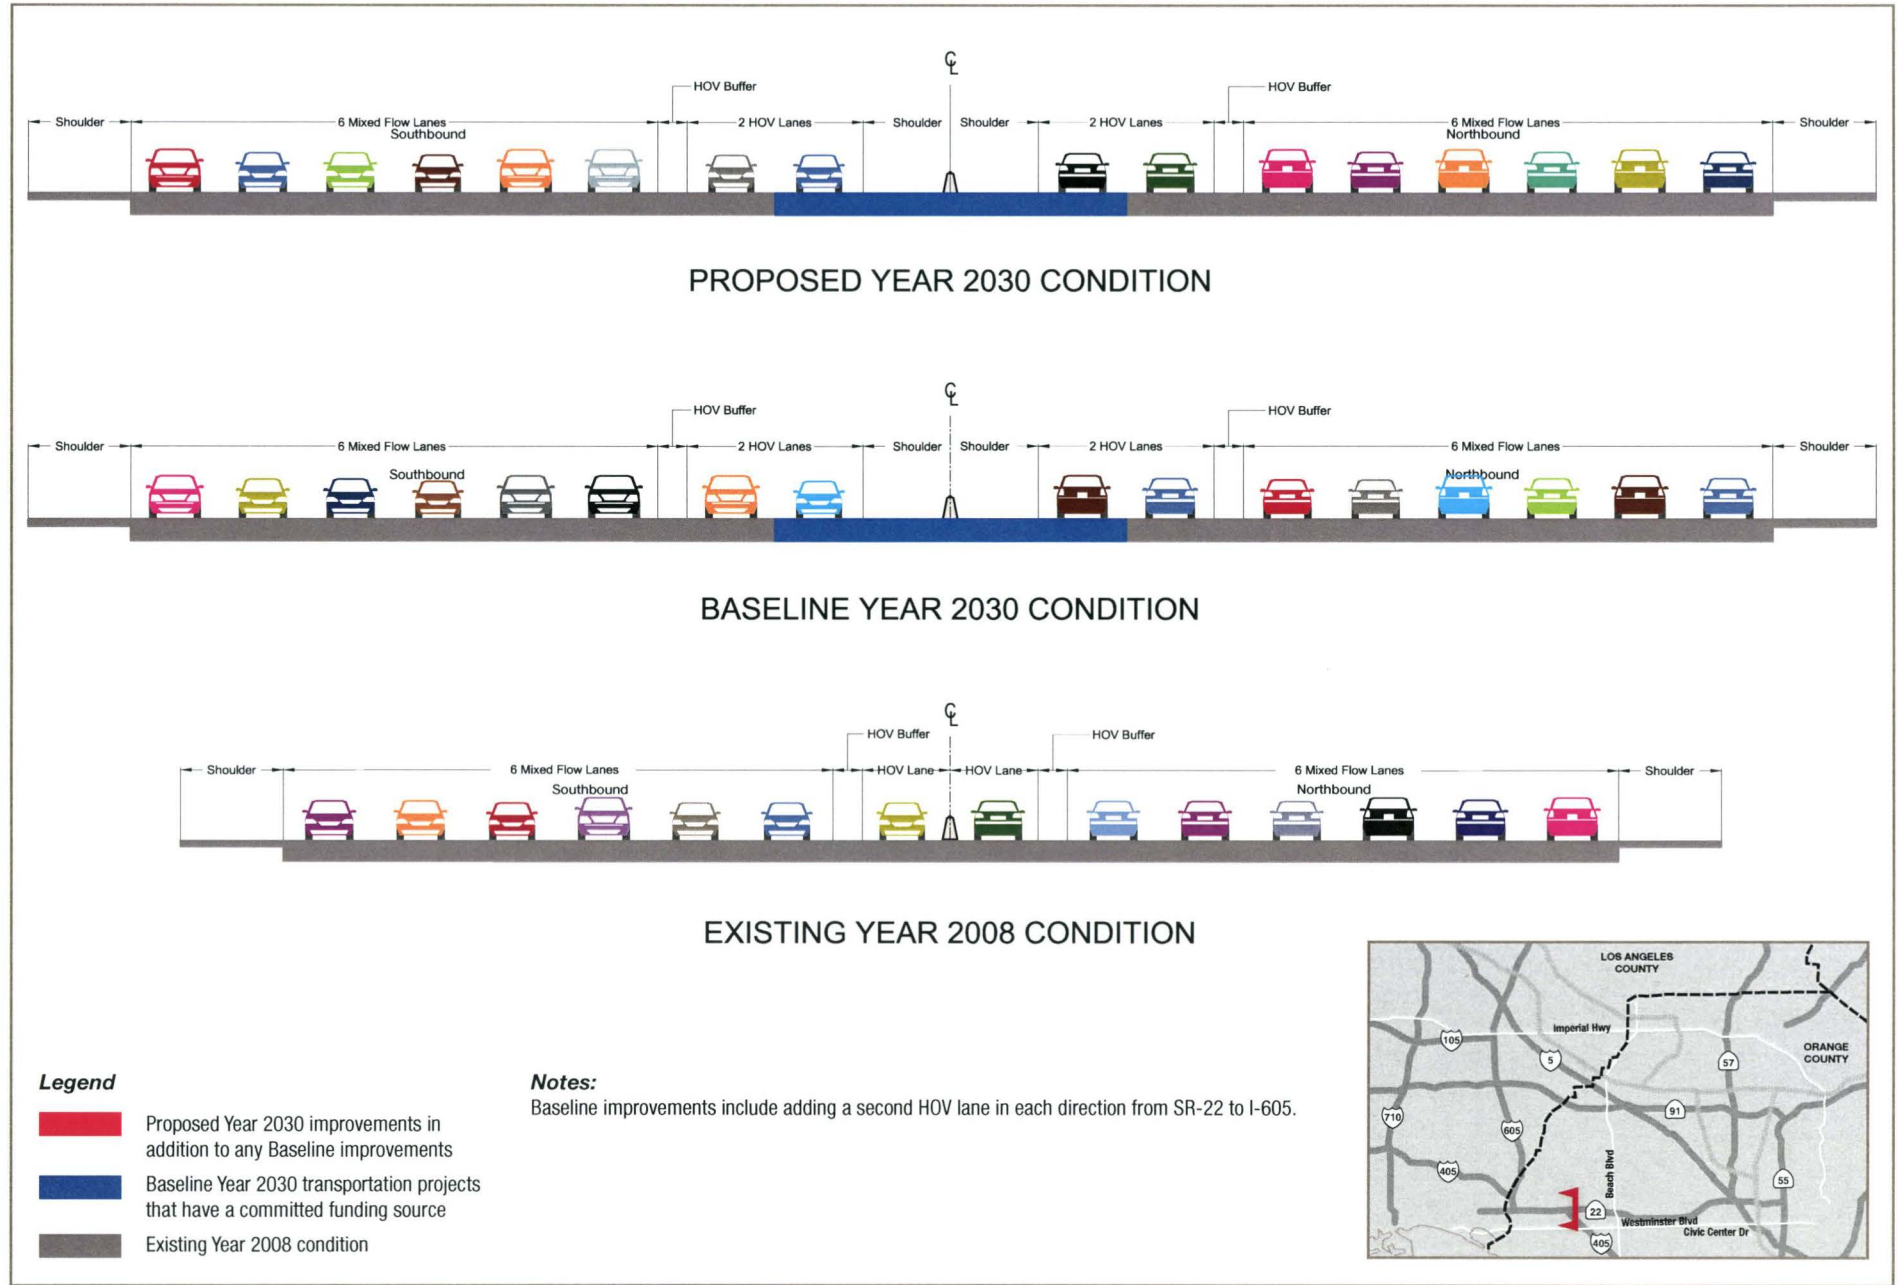 ℄
HOV Buffer
HOV Buffer
Shoulder
6 Mixed Flow Lanes
2 HOV Lanes
Shoulder
Shoulder
2 HOV Lanes
6 Mixed Flow Lanes
Shoulder
Southbound
Northbound
PROPOSED YEAR 2030 CONDITION
℄
HOV Buffer
HOV Buffer
Shoulder
6 Mixed Flow Lanes
2 HOV Lanes
Shoulder
Shoulder
2 HOV Lanes
6 Mixed Flow Lanes
Shoulder
Southbound
Northbound
BASELINE YEAR 2030 CONDITION
℄
HOV Buffer
HOV Buffer
Shoulder
6 Mixed Flow Lanes
HOV Lane
HOV Lane
6 Mixed Flow Lanes
Shoulder
Southbound
Northbound
EXISTING YEAR 2008 CONDITION
Legend
Proposed Year 2030 improvements in
addition to any Baseline improvements
Baseline Year 2030 transportation projects
that have a committed funding source
Existing Year 2008 condition
Notes:
Baseline improvements include adding a second HOV lane in each direction from SR-22 to I-605.
LOS ANGELES
COUNTY
Imperial Hwy
105
5
57
ORANGE
COUNTY
710
605
91
405
Beach Blvd
55
22
Westminster Blvd
Civic Center Dr
405